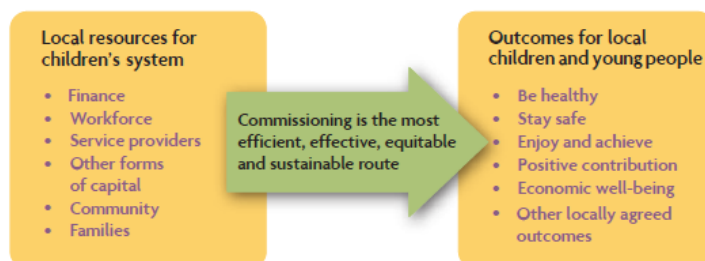 Local resources for
children's system
• Finance
• Workforce
• Service providers
• Other forms
of capital
• Community
• Families
Commissioning is the most
efficient, effective, equitable
and sustainable route
Outcomes for local
children and young people
• Be healthy
• Stay safe
• Enjoy and achieve
• Positive contribution
• Economic well-being
• Other locally agreed
outcomes